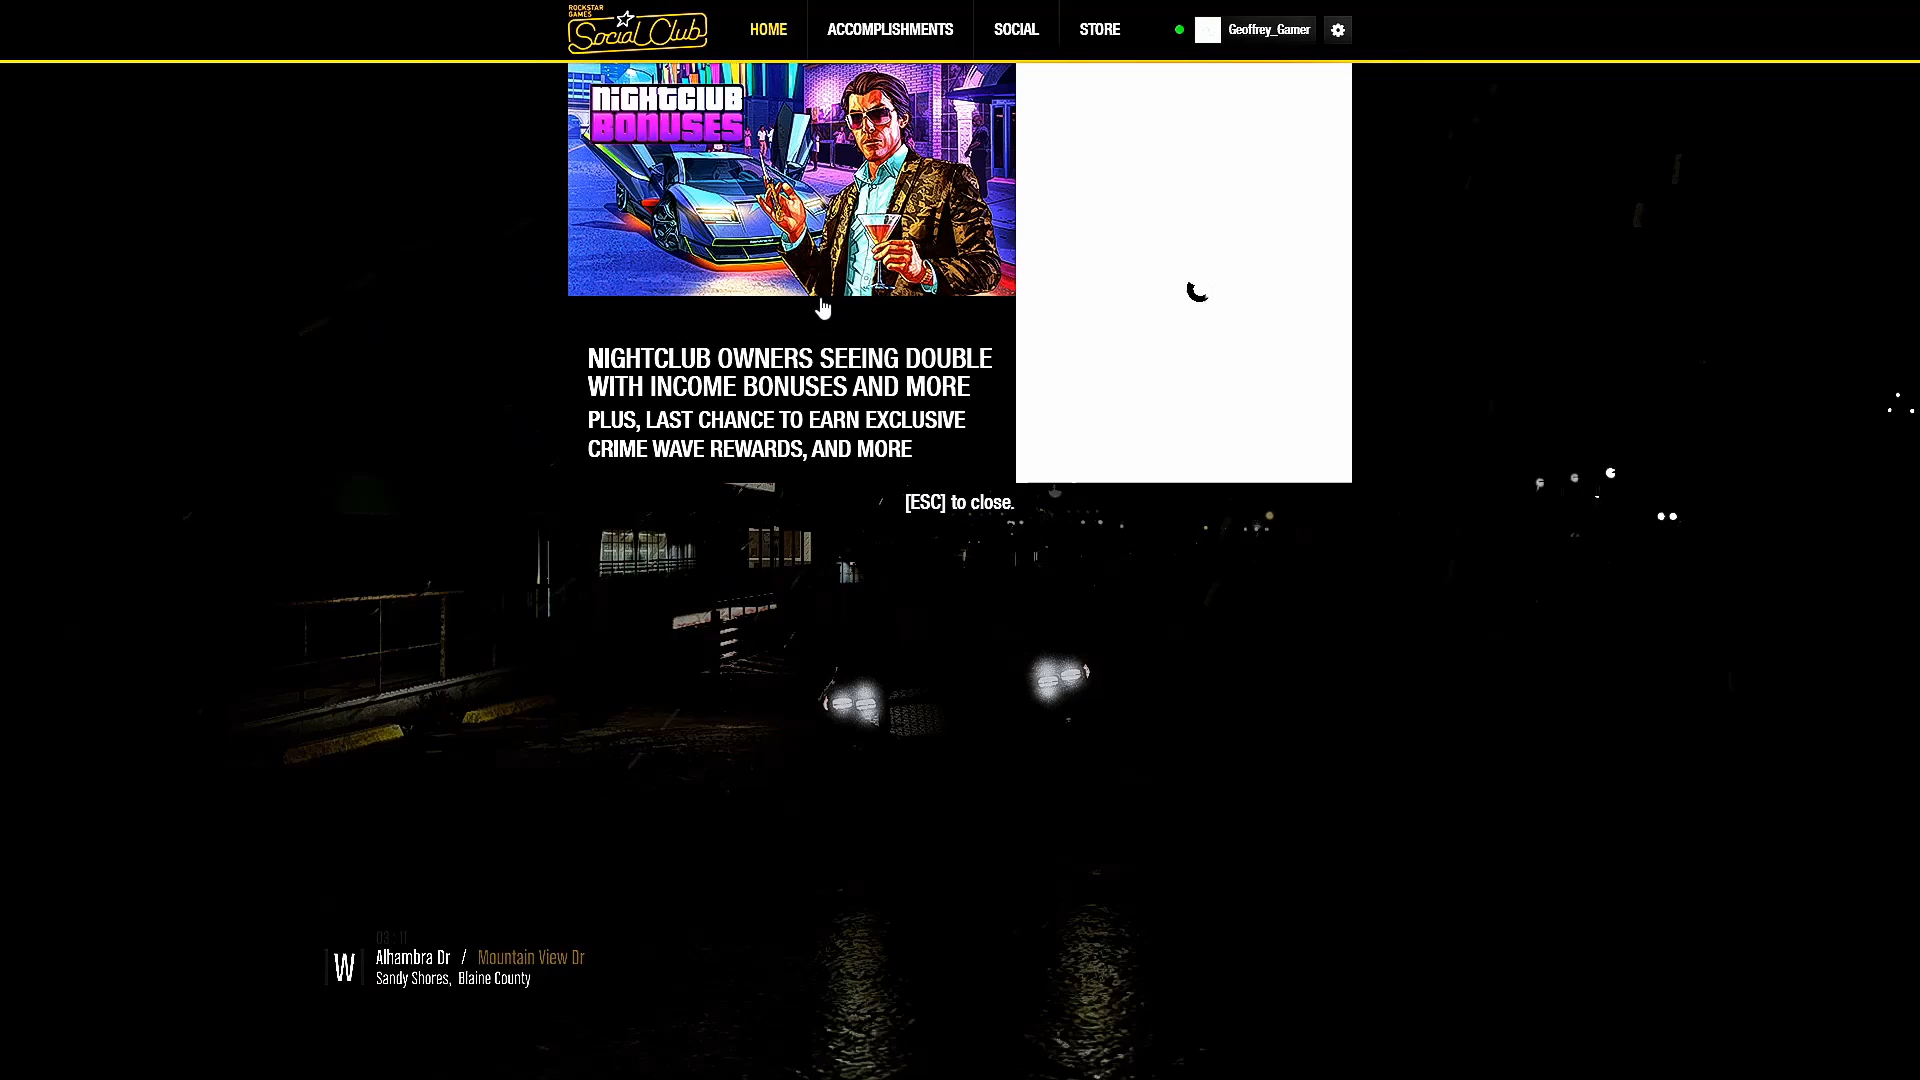 ROCKSTAR
GAMES
Social Club
HOME
ACCOMPLISHMENTS
SOCIAL
STORE
Geoffrey_Gamer
NIGHTCLUB
BONUSES
NIGHTCLUB OWNERS SEEING DOUBLE
WITH INCOME BONUSES AND MORE
PLUS, LAST CHANCE TO EARN EXCLUSIVE
CRIME WAVE REWARDS, AND MORE
[ESC] to close.
03:11
W
Alhambra Dr / Mountain View Dr
Sandy Shores, Blaine County